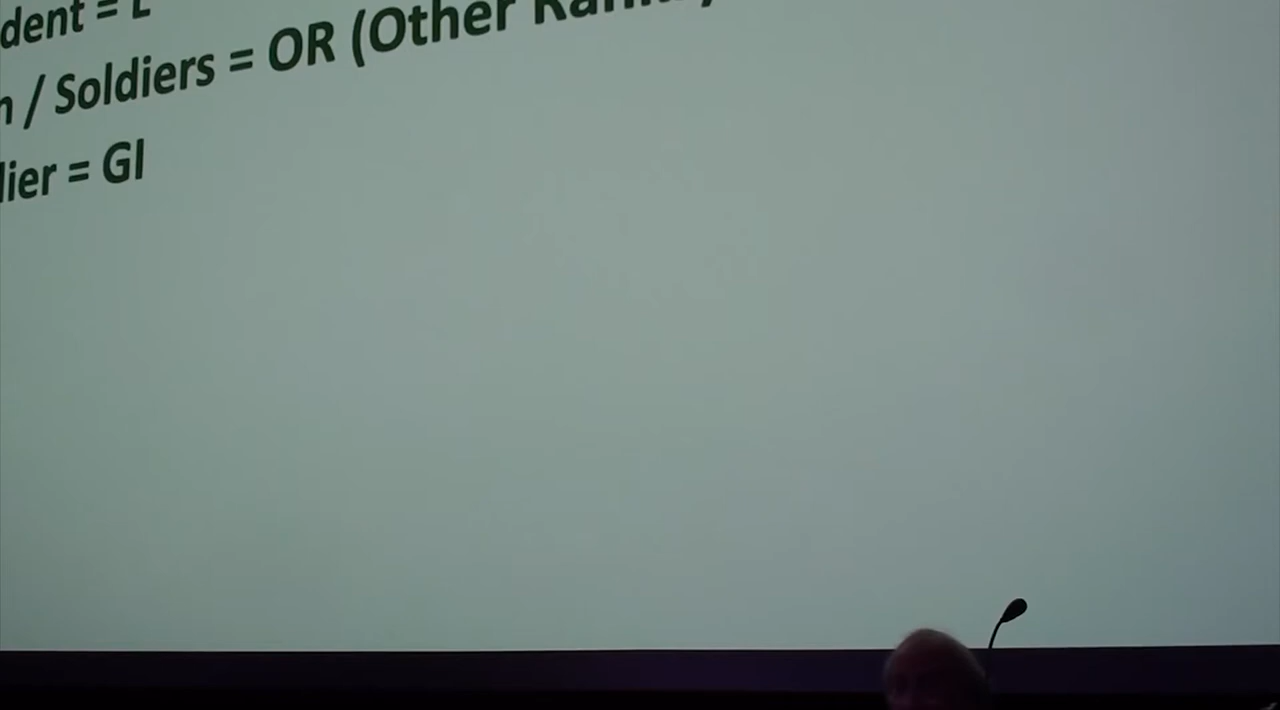 dent = L
n / Soldiers = OR (Other
lier = GI